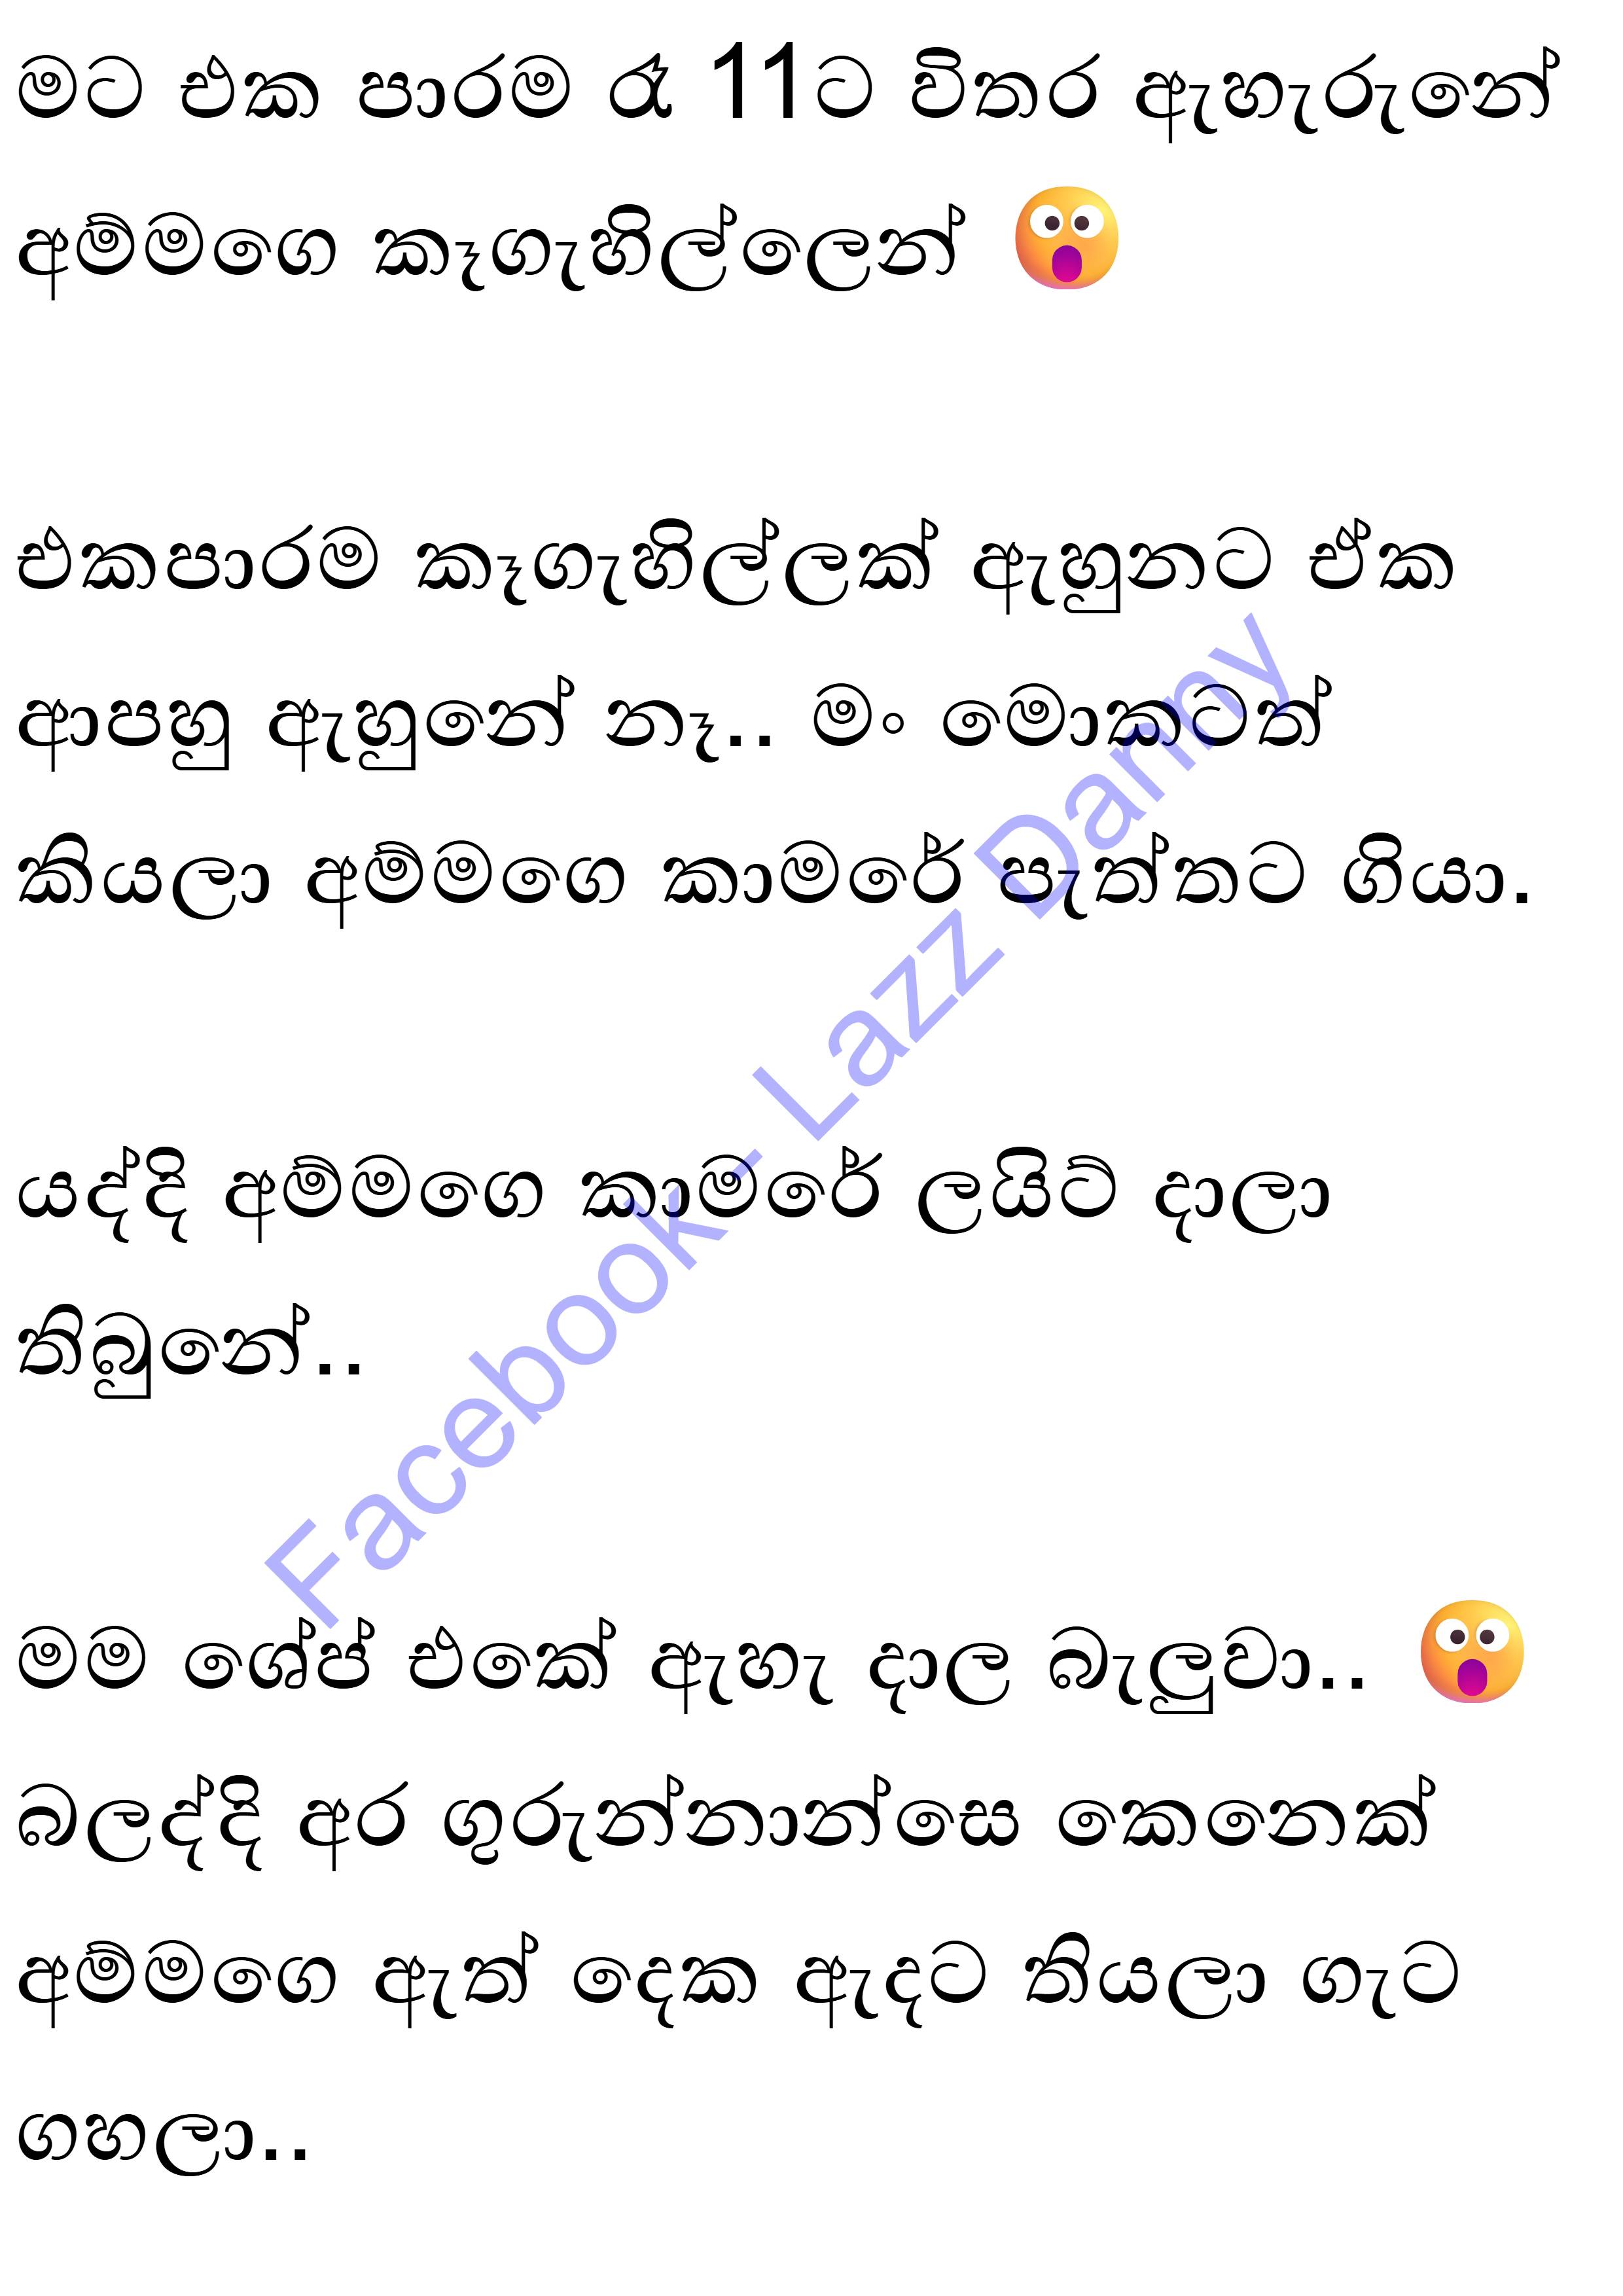 මට එක පාරම රෑ 11ට විතර ඇහැරුනේ
අම්මගෙ කෑගැහිල්ලෙන් 😲
එකපාරම කෑගැහිල්ලක් ඇහුනට ඒක
ආපහු ඇහුනේ නෑ.. මං මොකටත්
කියලා අම්මගෙ කාමරේ පැත්තට ගියා.
යද්දි අම්මගෙ කාමරේ ලයිට් දාලා
තිබුනේ..
මම ශේප් එකේ ඇහැ දාල බැලුවා.. 😲
බලද්දි අර ගුරුන්නාන්සෙ කෙනෙක්
අම්මගෙ ඇත් දෙක ඇදට තියලා ගැට
ගහලා..
Facebook - Lazz Danny